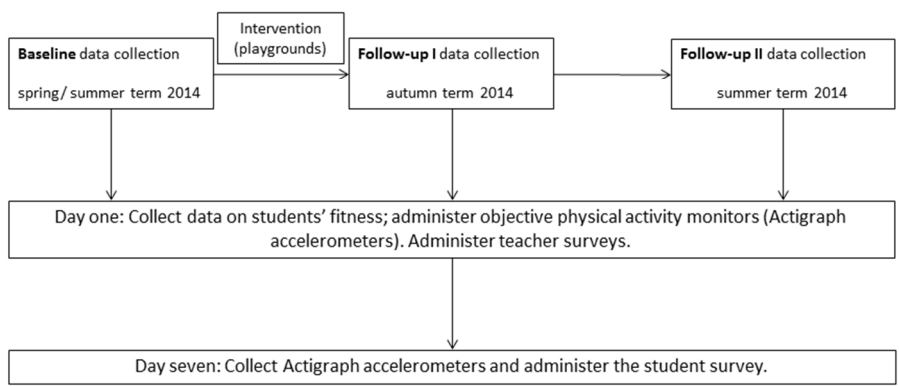 Intervention
(playgrounds)
Baseline data collection
spring/ summer term 2014
Follow-up I data collection
autumn term 2014
Follow-up II data collection
summer term 2014
Day one: Collect data on students’ fitness; administer objective physical activity monitors (Actigraph
accelerometers). Administer teacher surveys.
Day seven: Collect Actigraph accelerometers and administer the student survey.